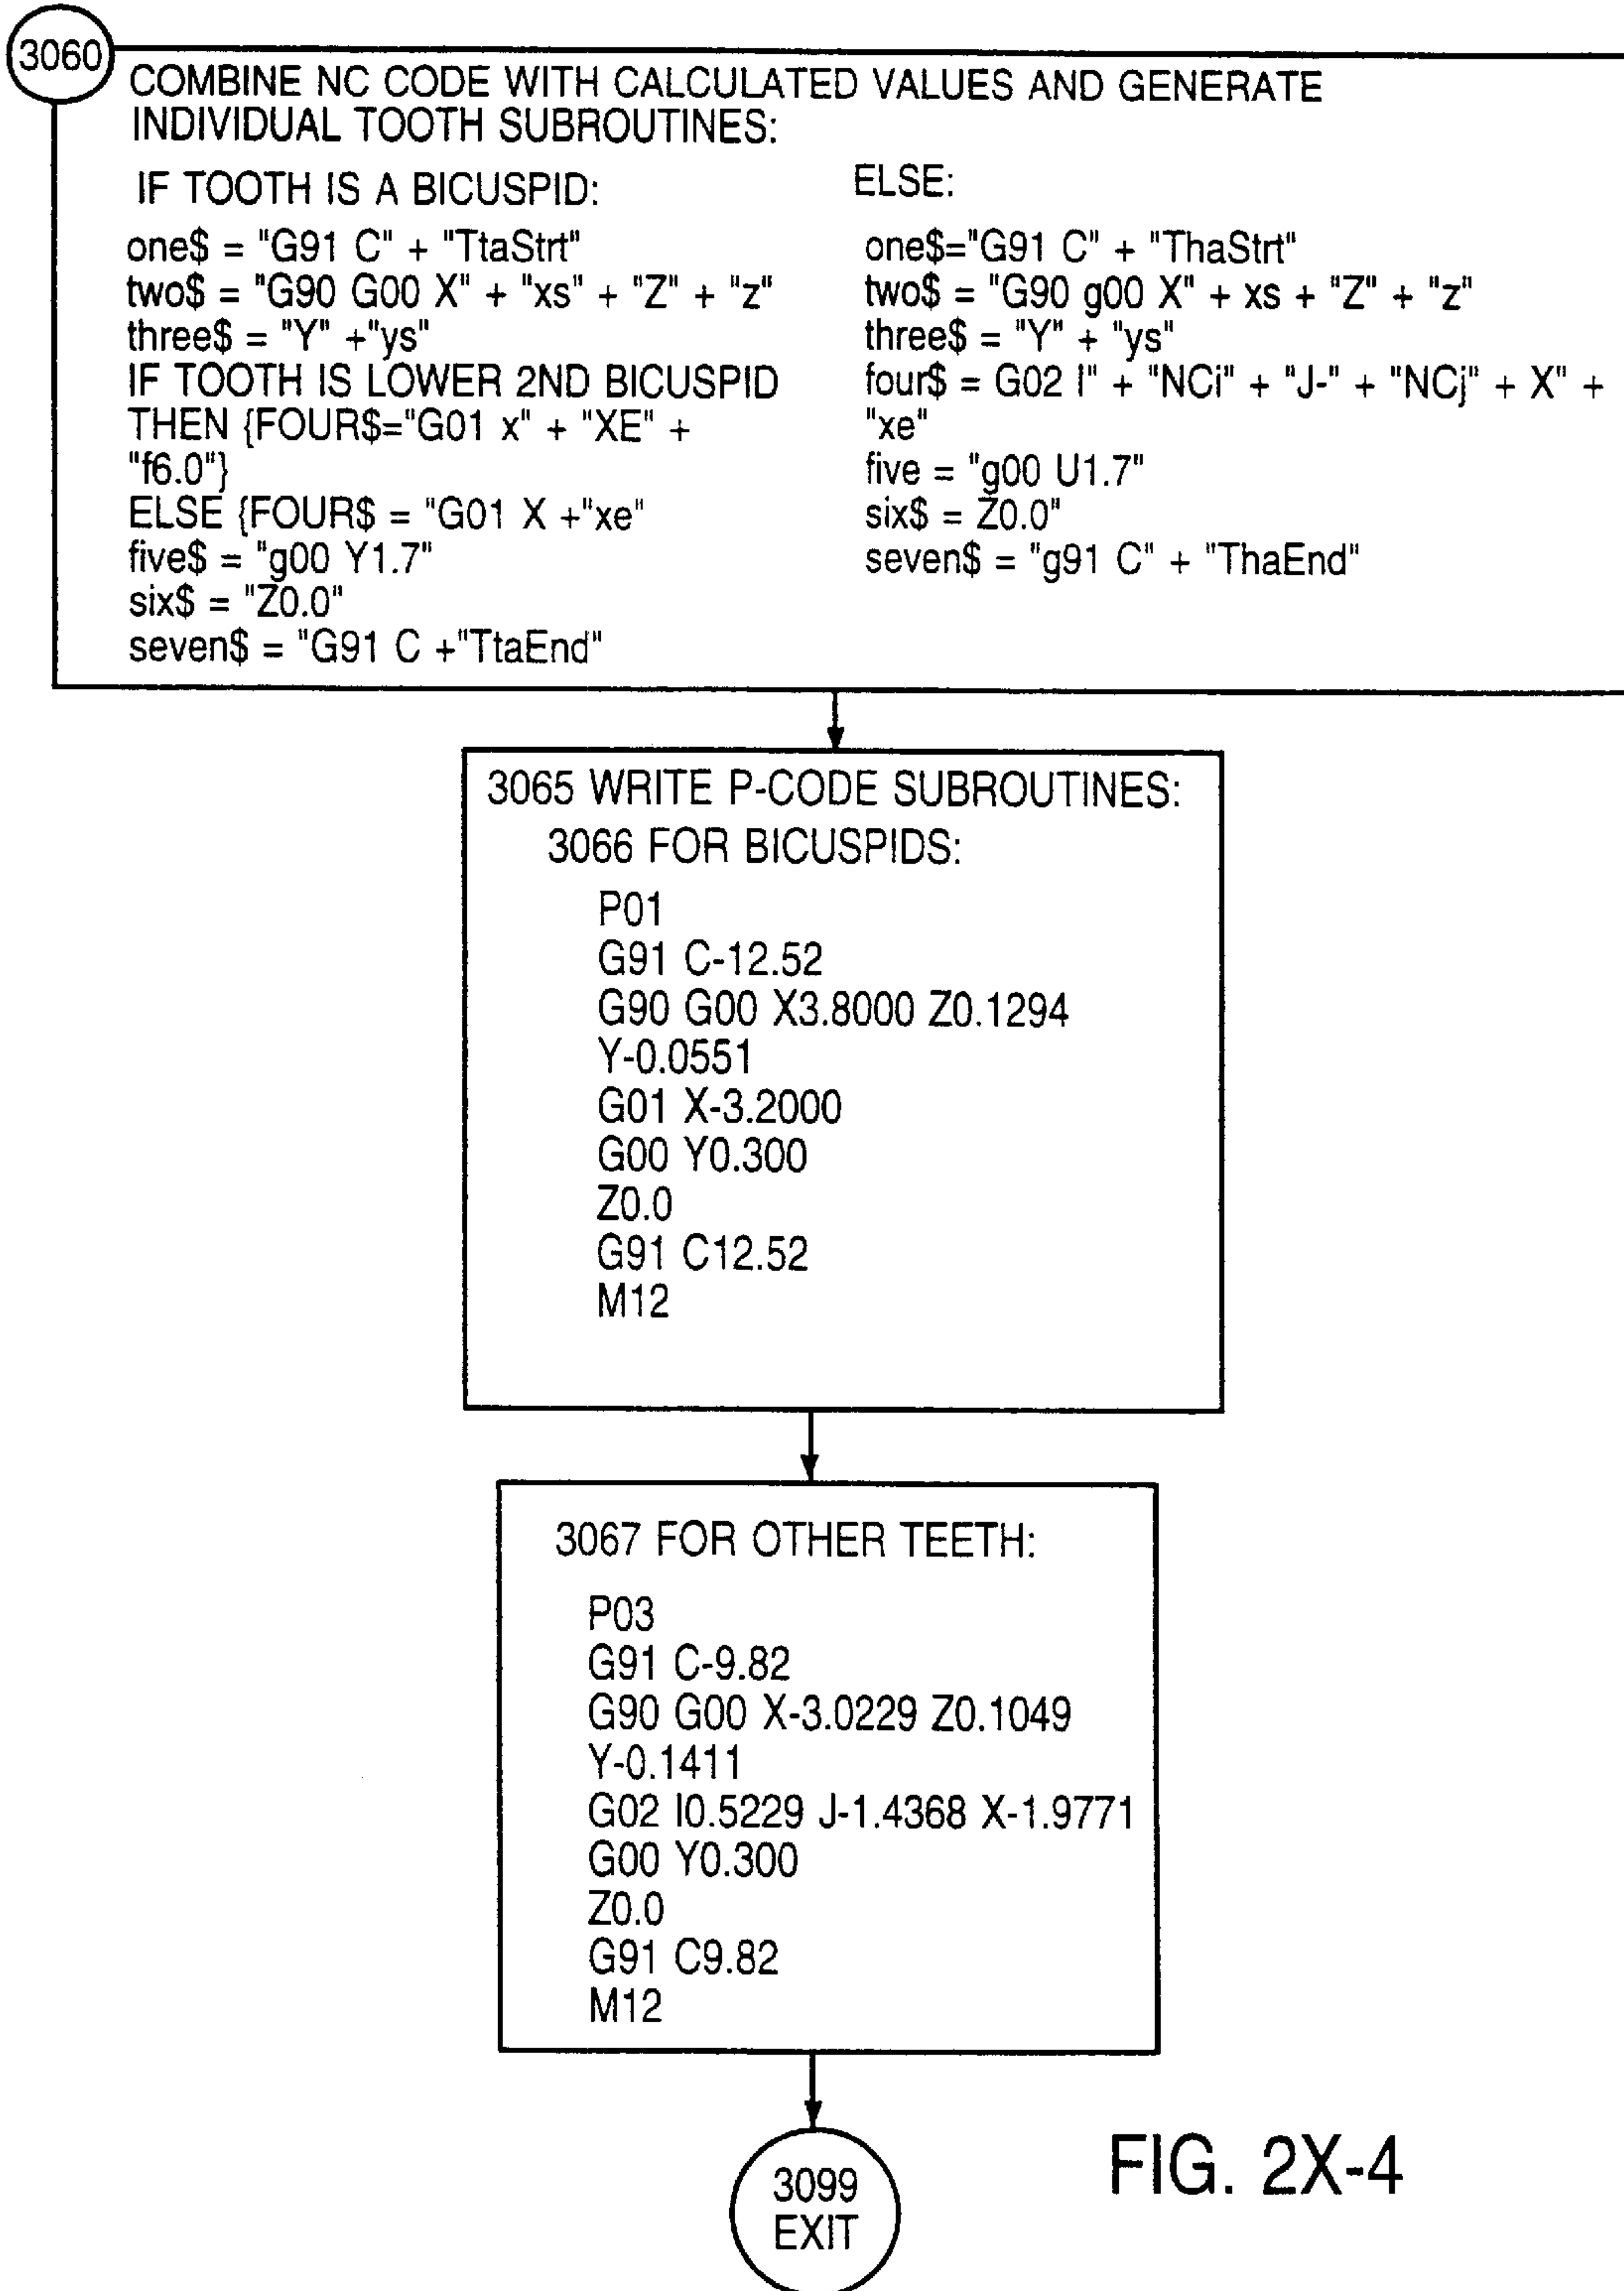 3060
COMBINE NC CODE WITH CALCULATED VALUES AND GENERATE
INDIVIDUAL TOOTH SUBROUTINES:
IF TOOTH IS A BICUSPID:
one$ = "G91 C" + "TtaStrt"
two$ = "G90 G00 X" + "xs" + "Z" + "z"
three$ = "Y" +"ys"
IF TOOTH IS LOWER 2ND BICUSPID
THEN {FOUR$="G01 x" + "XE" +
"f6.0"}
ELSE {FOUR$ = "G01 X +"xe"
five$ = "g00 Y1.7"
six$ = "Z0.0"
seven$ = "G91 C +"TtaEnd"
ELSE:
one$="G91 C" + "ThaStrt"
two$ = "G90 g00 X" + xs + "Z" + "z"
three$ = "Y" + "ys"
four$ = G02 I" + "NCi" + "J-" + "NCj" + X" +
"xe"
five = "g00 U1.7"
six$ = Z0.0"
seven$ = "g91 C" + "ThaEnd"
3065 WRITE P-CODE SUBROUTINES:
3066 FOR BICUSPIDS:
P01
G91 C-12.52
G90 G00 X3.8000 Z0.1294
Y-0.0551
G01 X-3.2000
G00 Y0.300
Z0.0
G91 C12.52
M12
3067 FOR OTHER TEETH:
P03
G91 C-9.82
G90 G00 X-3.0229 Z0.1049
Y-0.1411
G02 I0.5229 J-1.4368 X-1.9771
G00 Y0.300
Z0.0
G91 C9.82
M12
3099
EXIT
FIG. 2X-4